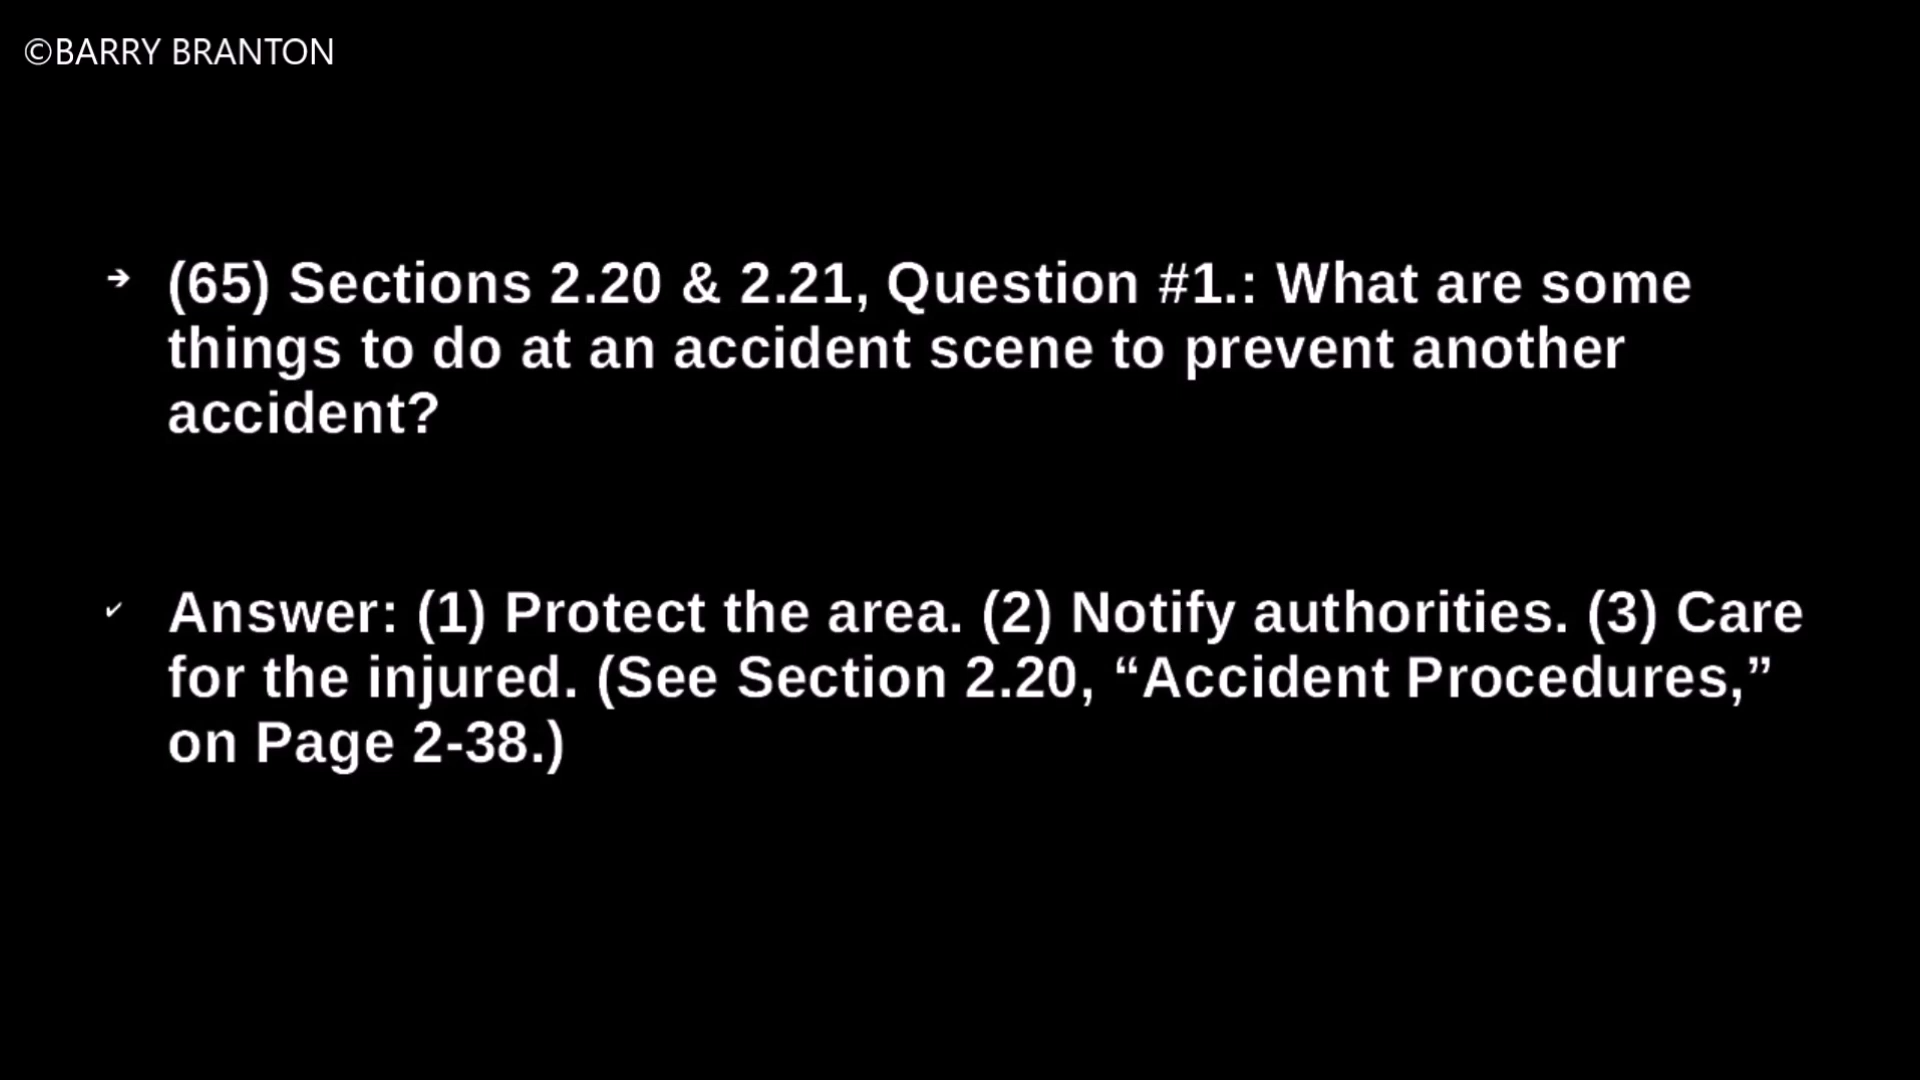 ©BARRY BRANTON
➔ (65) Sections 2.20 & 2.21, Question #1.: What are some
things to do at an accident scene to prevent another
accident?
✔ Answer: (1) Protect the area. (2) Notify authorities. (3) Care
for the injured. (See Section 2.20, “Accident Procedures,”
on Page 2-38.)